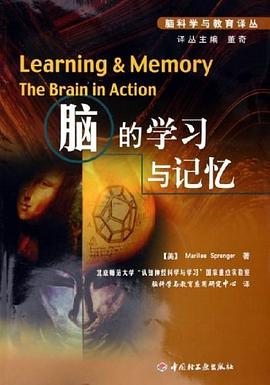 脑科学与教育译丛
译丛主编 董奇
Learning & Memory
The Brain in Action
脑的学习
与记忆
[美] Marilee Sprenger 著
北京师范大学“认知神经科学与学习”国家重点实验室
脑科学与教育应用研究中心 译
中国轻工业出版社